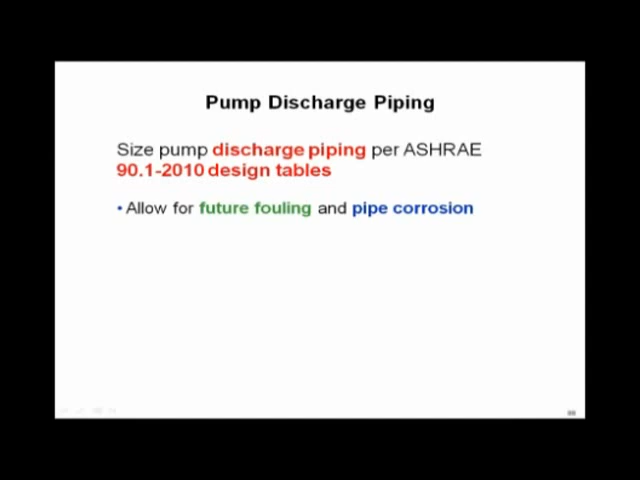 Pump Discharge Piping
Size pump discharge piping per ASHRAE
90.1-2010 design tables
• Allow for future fouling and pipe corrosion